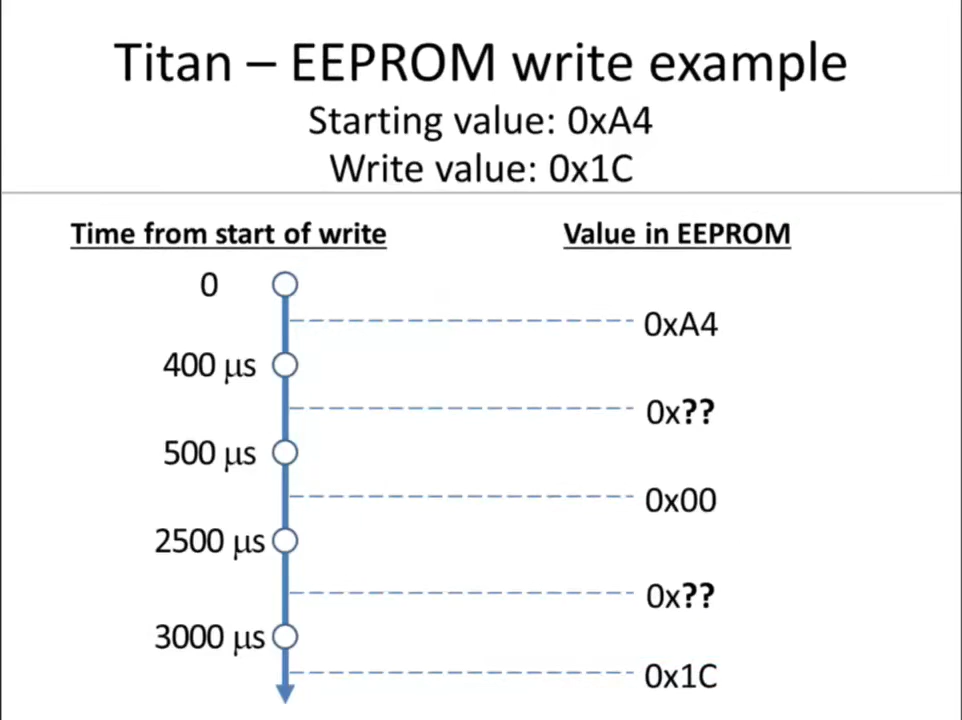 Titan – EEPROM write example
Starting value: 0xA4
Write value: 0x1C
Time from start of write
Value in EEPROM
0
0xA4
400 μs
0x??
500 μs
0x00
2500 μs
0x??
3000 μs
0x1C